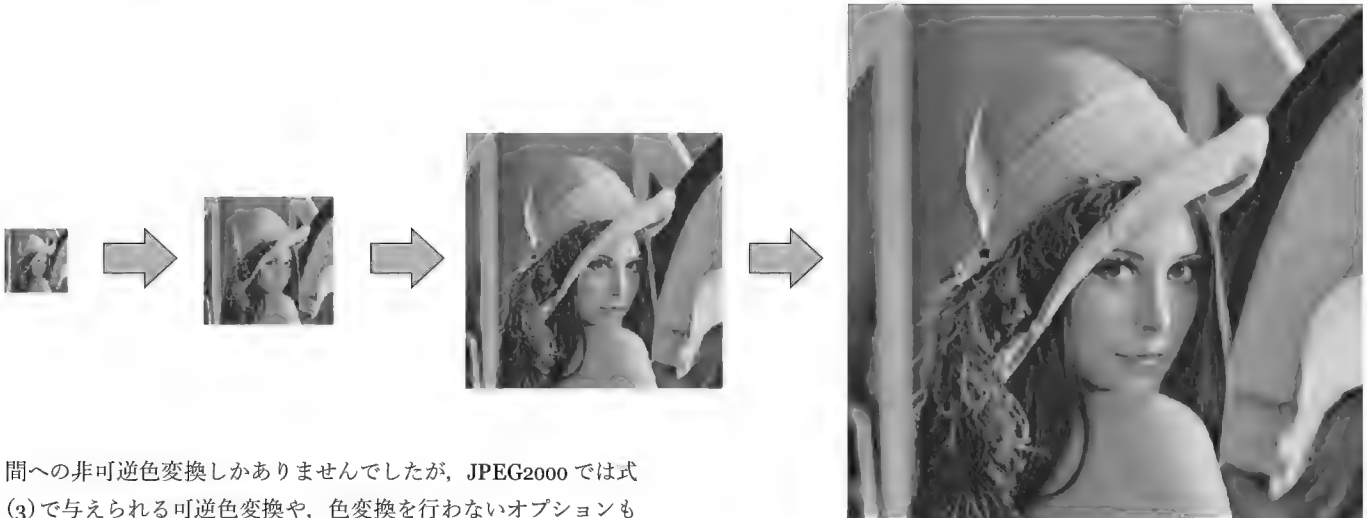 間への非可逆色変換しかありませんでしたが，JPEG2000 では式
(3)で与えられる可逆色変換や，色変換を行わないオプションも